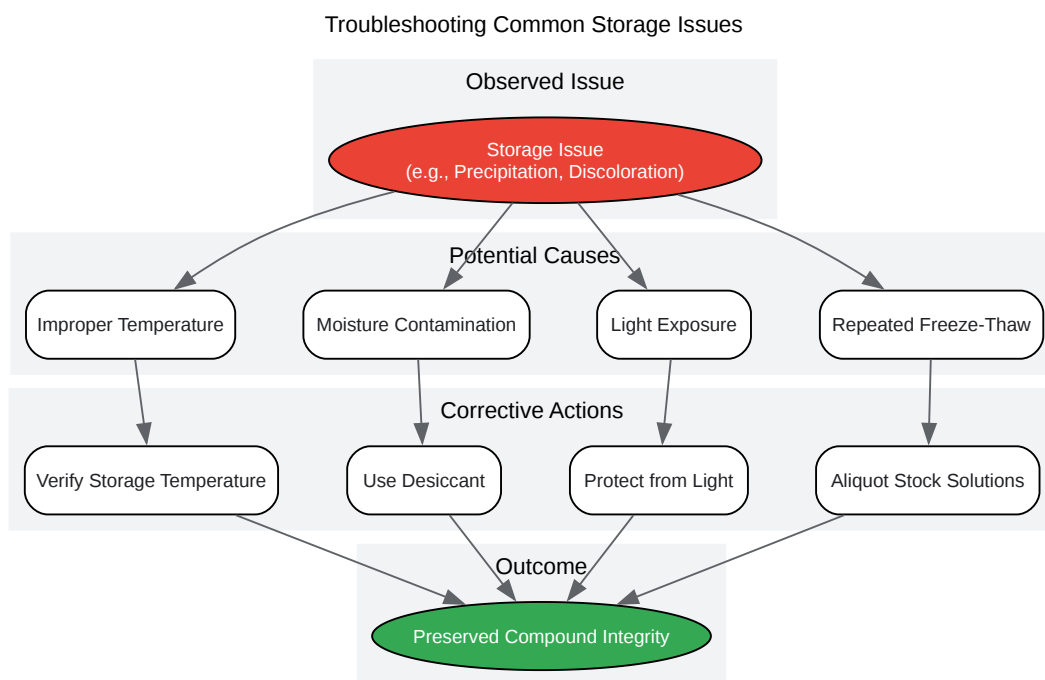 Troubleshooting Common Storage Issues
Observed Issue
Storage Issue
(e.g., Precipitation, Discoloration)
Potential Causes
Improper Temperature
Moisture Contamination
Light Exposure
Repeated Freeze-Thaw
Corrective Actions
Verify Storage Temperature
Use Desiccant
Protect from Light
Aliquot Stock Solutions
Outcome
Preserved Compound Integrity